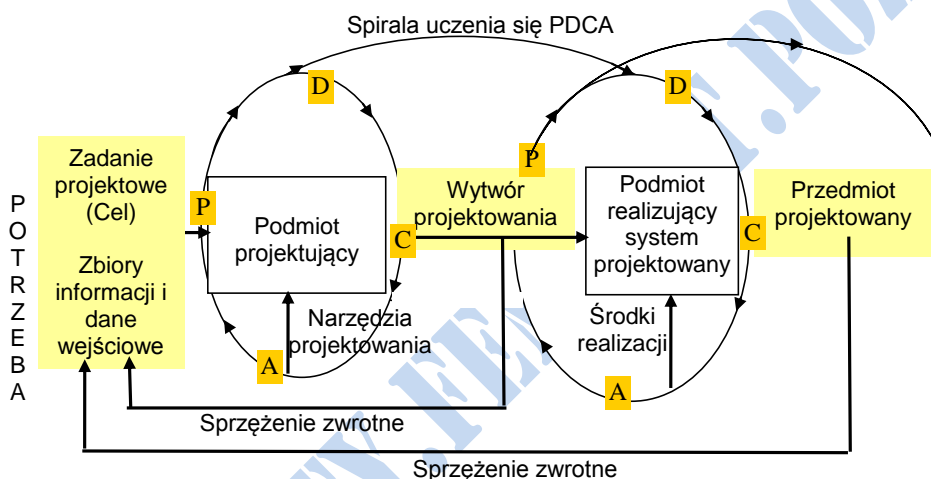 Spirala uczenia się PDCA
D
D
P
O
T
R
Z
E
B
A
Zadanie
projektowe
(Cel)
Zbiory
informacji i
dane
wejściowe
P
Podmiot
projektujący
C
Narzędzia
projektowania
A
Wytwór
projektowania
P
Podmiot
realizujący
system
projektowany
C
Środki
realizacji
A
Przedmiot
projektowany
Sprzężenie zwrotne
Sprzężenie zwrotne